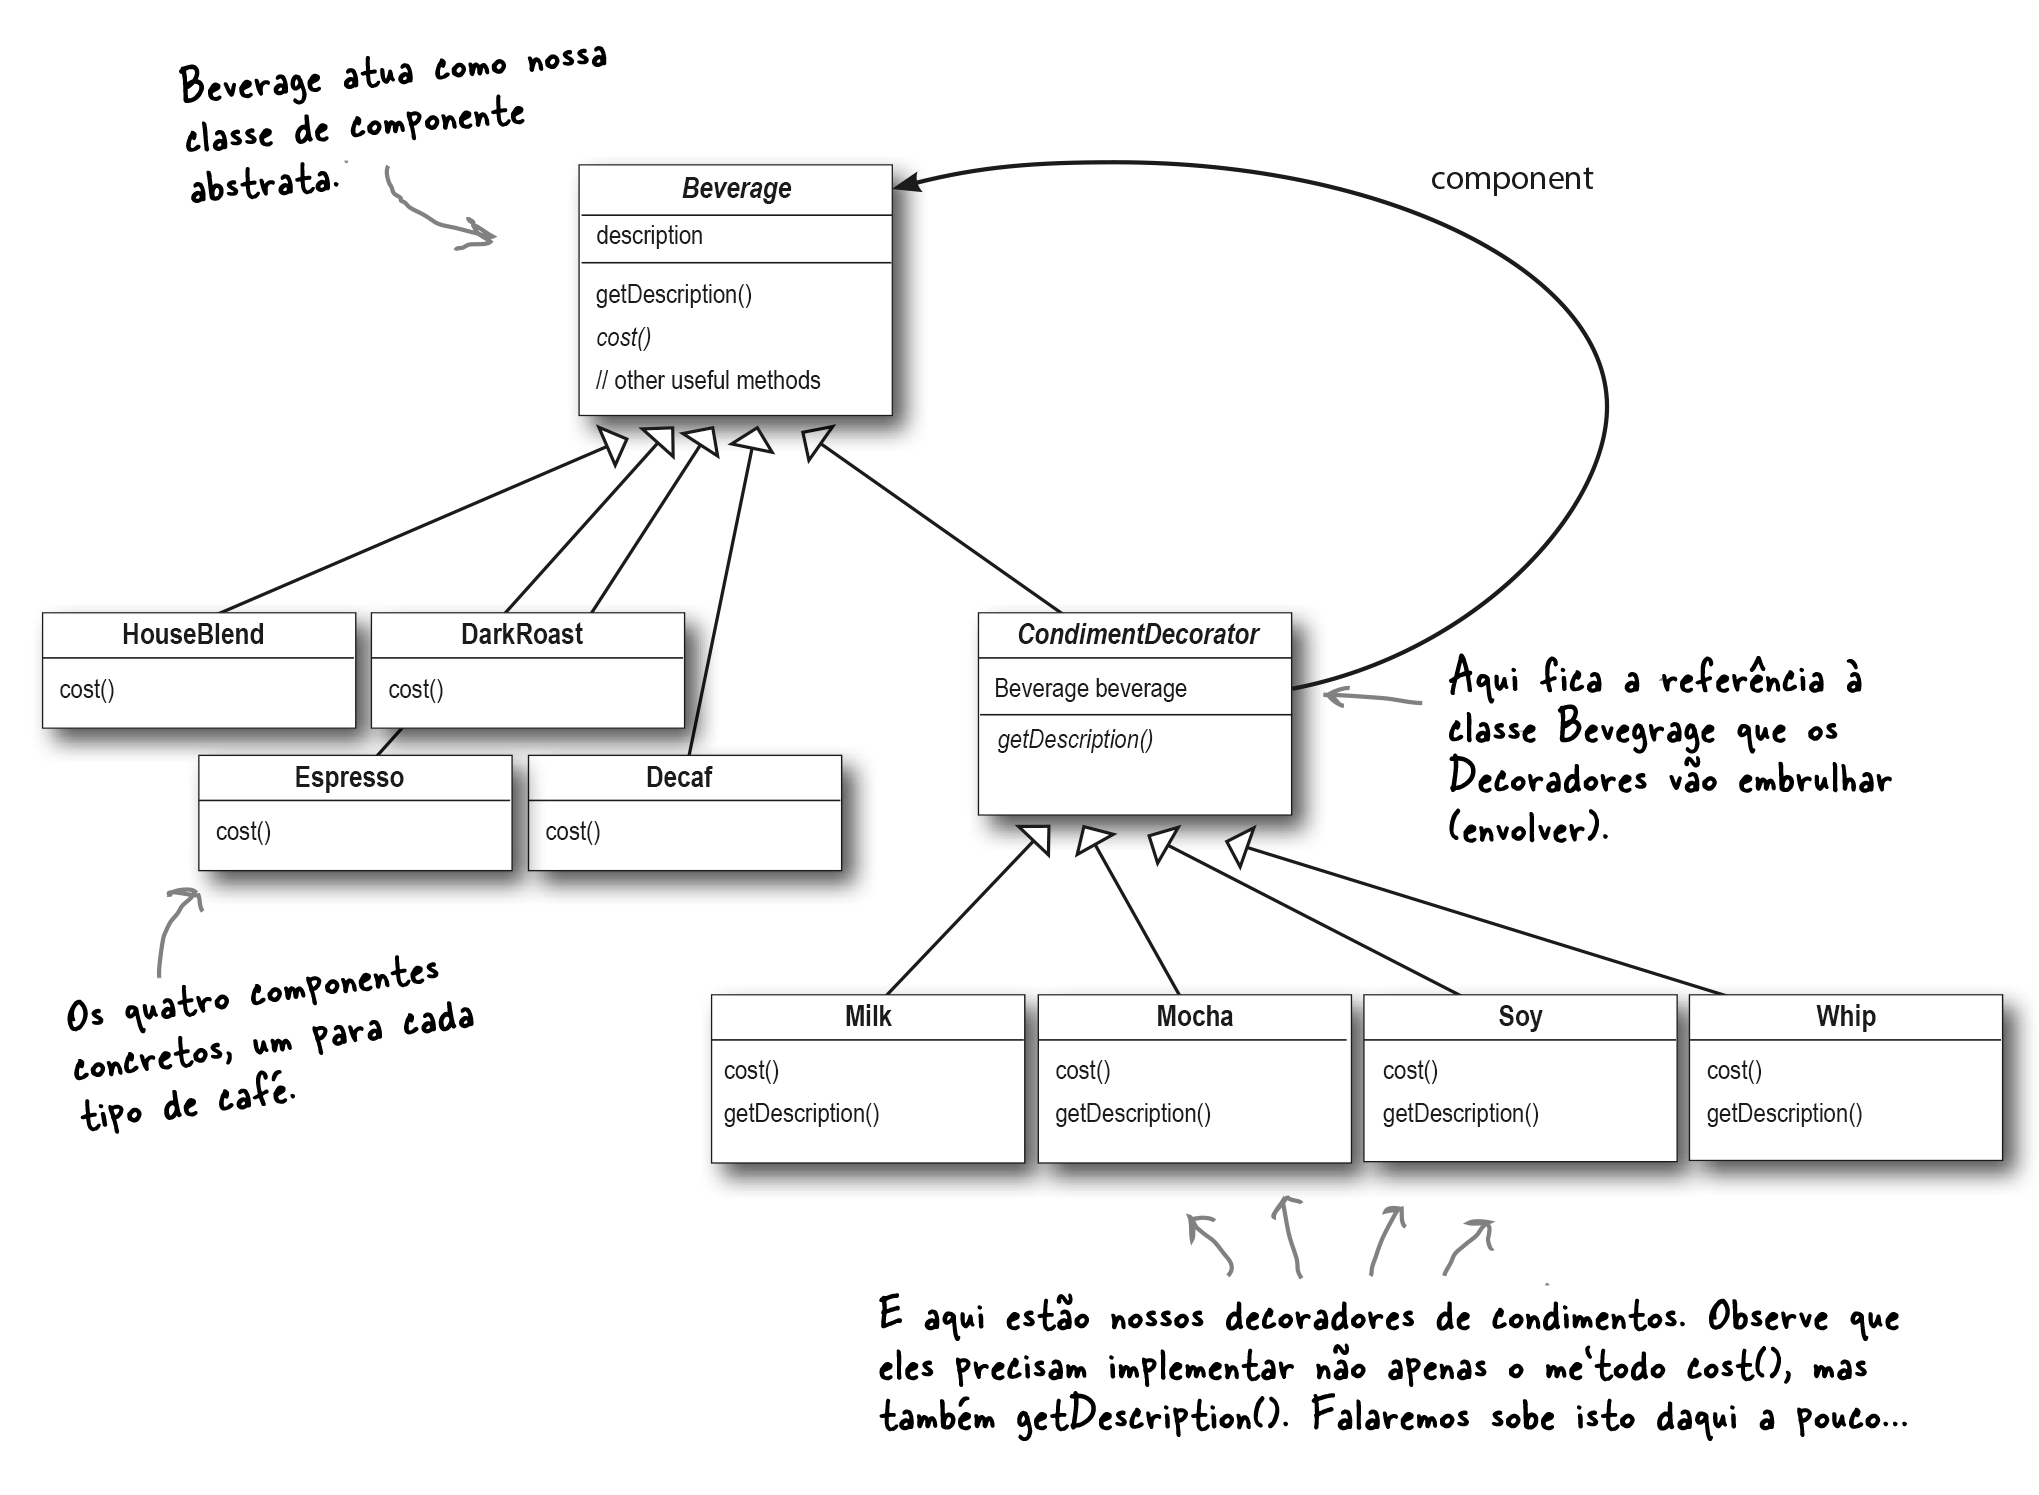 Beverage atua como nossa
classe de componente
abstrata.
component
Beverage
description
getDescription()
cost()
// other useful methods
HouseBlend
cost()
DarkRoast
cost()
Espresso
cost()
Decaf
cost()
CondimentDecorator
Beverage beverage
getDescription()
Aqui fica a referência à
classe Bevegrage que os
Decoradores vão embrulhar
(envolver).
Os quatro componentes
concretos, um para cada
tipo de café.
Milk
cost()
getDescription()
Mocha
cost()
getDescription()
Soy
cost()
getDescription()
Whip
cost()
getDescription()
E aqui estão nossos decoradores de condimentos. Observe que
eles precisam implementar não apenas o me`todo cost(), mas
também getDescription(). Falaremos sobe isto daqui a pouco...